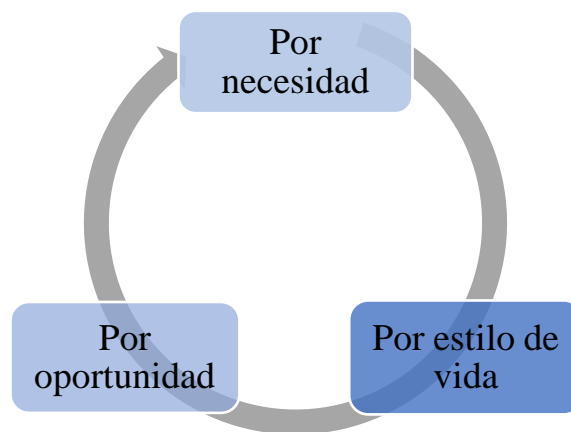 Por
necesidad
Por estilo de
vida
Por
oportunidad